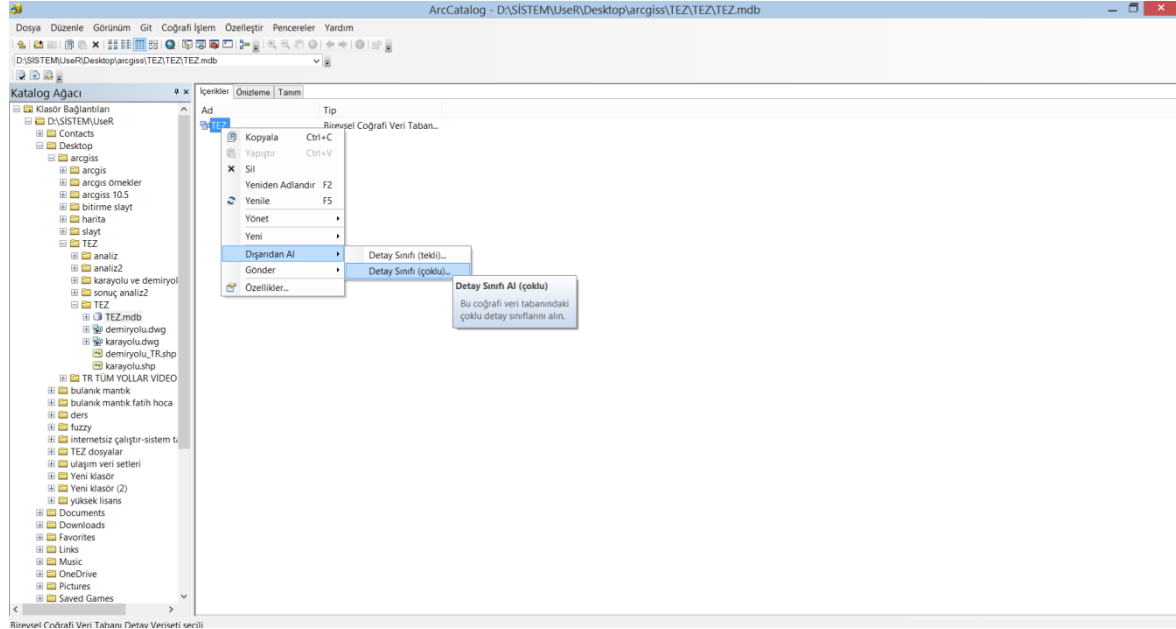 ArcCatalog - D:\SİSTEM\UseR\Desktop\arcgiss\TEZ\TEZ\TEZ.mdb
Dosya Düzenle Görünüm Git Coğrafi İşlem Özelleştir Pencereler Yardım
D:\SİSTEM\UseR\Desktop\arcgiss\TEZ\TEZ\TEZ.mdb
Katalog Ağacı
Klasör Bağlantıları
D:\SİSTEM\UseR
Contacts
Desktop
arcgiss
arcgis
arcgıs örnekler
arcgiss 10.5
bitirme slayt
harita
slayt
TEZ
analiz
analiz2
karayolu ve demiryol
sonuç analiz2
TEZ
TEZ.mdb
demiryolu.dwg
karayolu.dwg
demiryolu_TR.shp
karayolu.shp
TR TÜM YOLLAR VİDEO
bulanık mantık
bulanık mantık fatih hoca
ders
fuzzy
internetsiz çalıştır-sistem ta
TEZ dosyalar
ulaşım veri setleri
Yeni klasör
Yeni klasör (2)
yüksek lisans
Documents
Downloads
Favorites
Links
Music
OneDrive
Pictures
Saved Games
İçerikler Önizleme Tanım
Ad Tip
TEZ Bireysel Coğrafi Veri Taban...
Kopyala Ctrl+C
Yapıştır Ctrl+V
Sil
Yeniden Adlandır F2
Yenile F5
Yönet
Yeni
Dışarıdan Al
Gönder
Özellikler...
Detay Sınıfı (tekli)...
Detay Sınıfı (çoklu)...
Detay Sınıfı Al (çoklu)
Bu coğrafi veri tabanındaki
çoklu detay sınıflarını alın.
Bireysel Coğrafi Veri Tabanı Detay Veriseti seçili